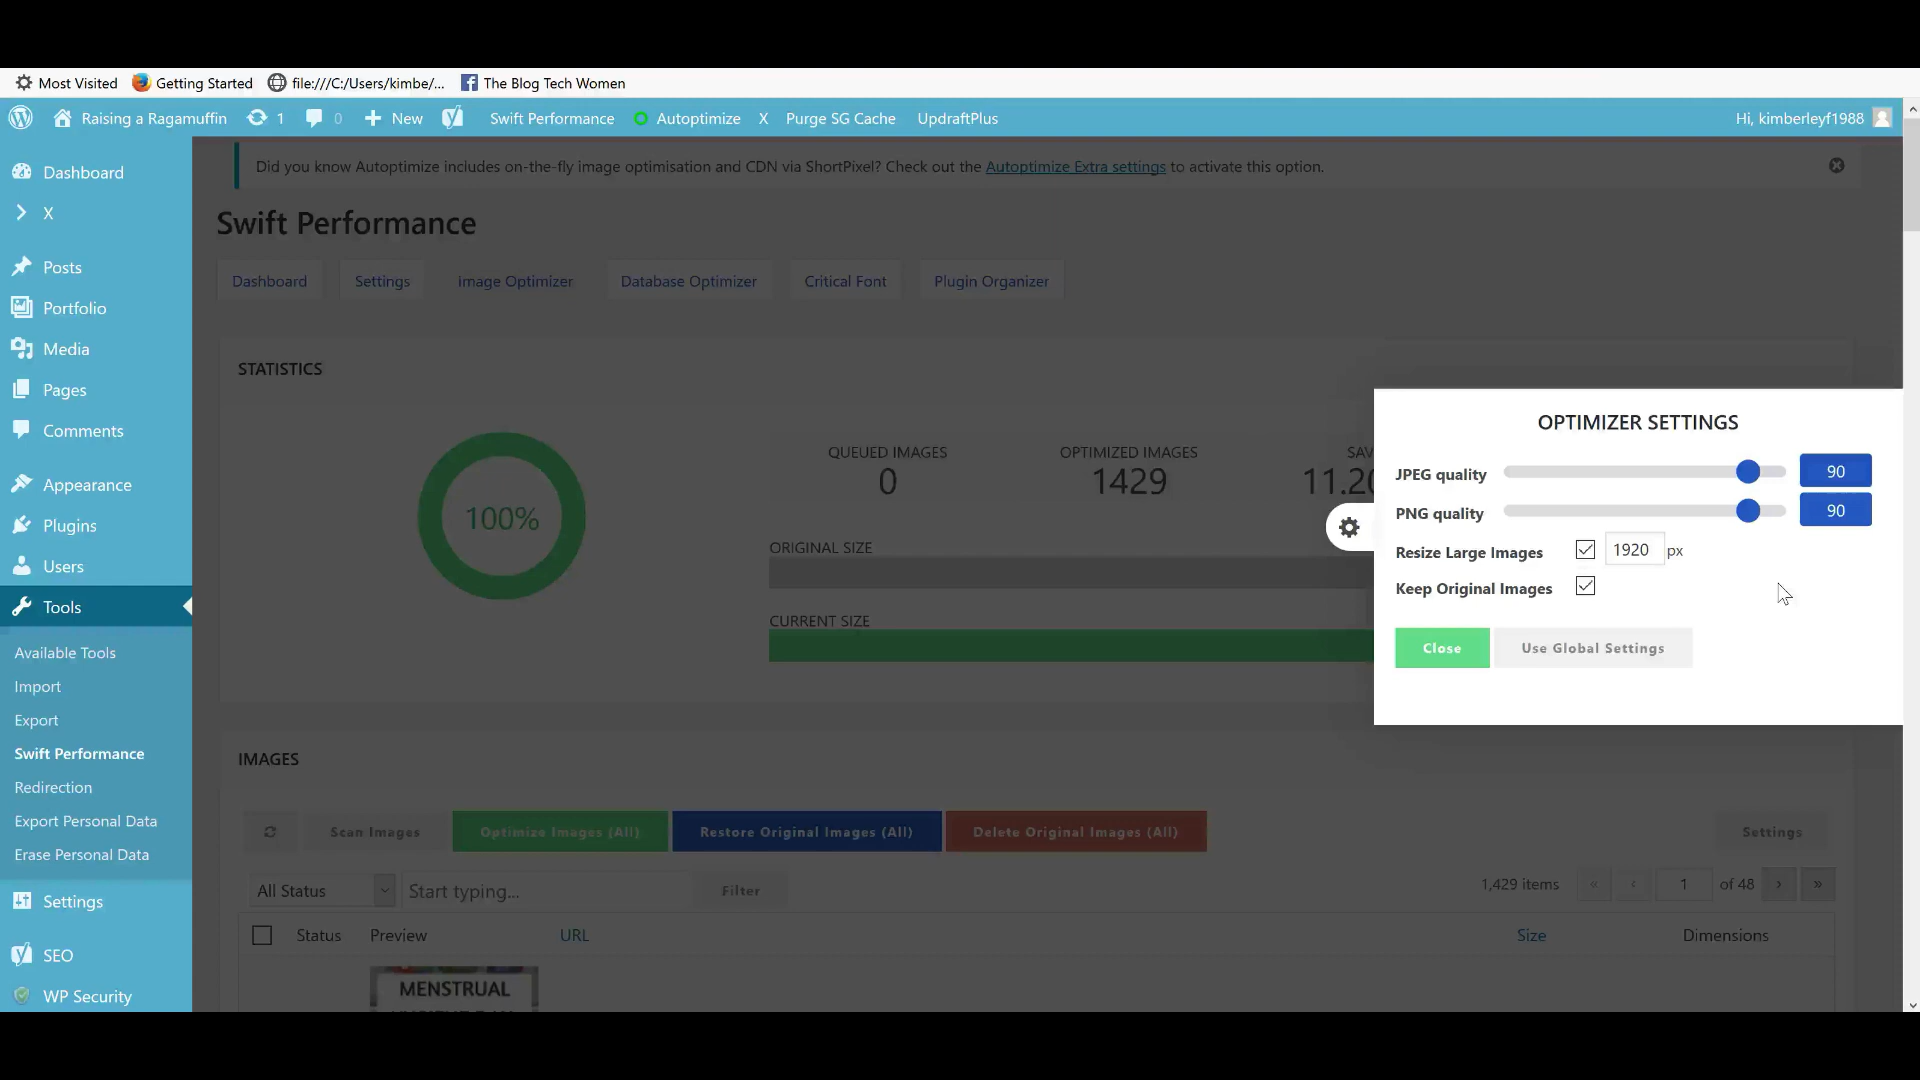 Most Visited Getting Started file:///C:/Users/kimbe/... The Blog Tech Women
Raising a Ragamuffin 1 0 New Swift Performance Autoptimize X Purge SG Cache UpdraftPlus Hi, kimberleyf1988
Dashboard
X
Posts
Portfolio
Media
Pages
Comments
Appearance
Plugins
Users
Tools
Available Tools
Import
Export
Swift Performance
Redirection
Export Personal Data
Erase Personal Data
Settings
SEO
WP Security
Did you know Autoptimize includes on-the-fly image optimisation and CDN via ShortPixel? Check out the Autoptimize Extra settings to activate this option.
Swift Performance
Dashboard Settings Image Optimizer Database Optimizer Critical Font Plugin Organizer
STATISTICS
100%
QUEUED IMAGES OPTIMIZED IMAGES SAV
0 1429 11.20
ORIGINAL SIZE
CURRENT SIZE
OPTIMIZER SETTINGS
JPEG quality 90
PNG quality 90
Resize Large Images 1920 px
Keep Original Images
Close Use Global Settings
IMAGES
Scan Images Optimize Images (All) Restore Original Images (All) Delete Original Images (All) Settings
All Status Start typing... Filter 1,429 items « ‹ 1 of 48 › »
Status Preview URL Size Dimensions
MENSTRUAL